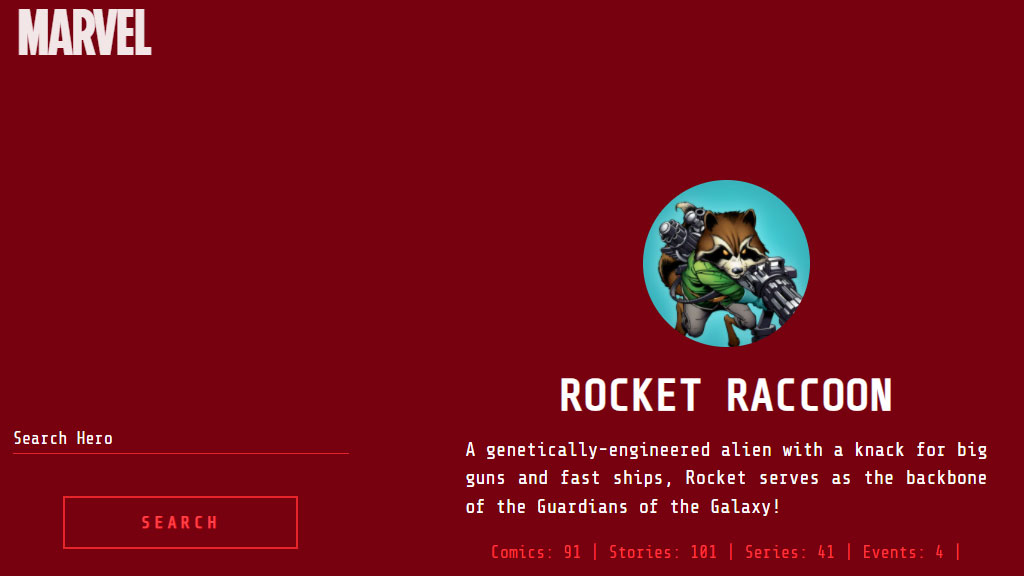 MARVEL
Search Hero
SEARCH
ROCKET RACCOON
A genetically-engineered alien with a knack for big
guns and fast ships, Rocket serves as the backbone
of the Guardians of the Galaxy!
Comics: 91 | Stories: 101 | Series: 41 | Events: 4 |